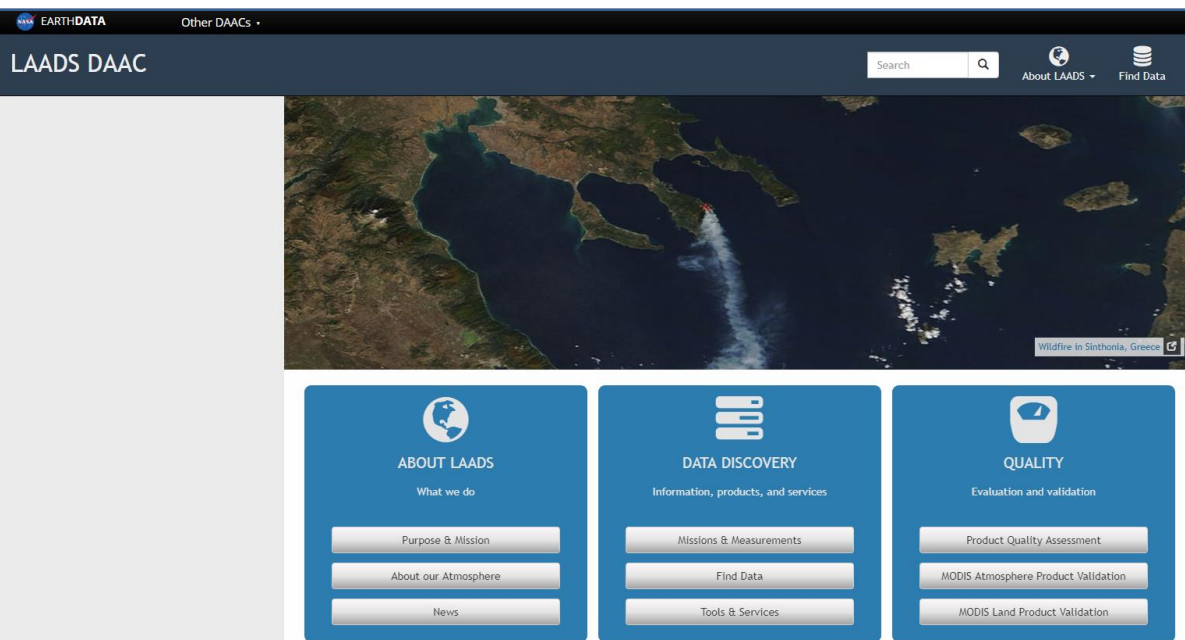 NASA EARTHDATA Other DAACs
LAADS DAAC
Search
About LAADS
Find Data
Wildfire in Sinthonia, Greece
ABOUT LAADS
What we do
Purpose & Mission
About our Atmosphere
News
DATA DISCOVERY
Information, products, and services
Missions & Measurements
Find Data
Tools & Services
QUALITY
Evaluation and validation
Product Quality Assessment
MODIS Atmosphere Product Validation
MODIS Land Product Validation